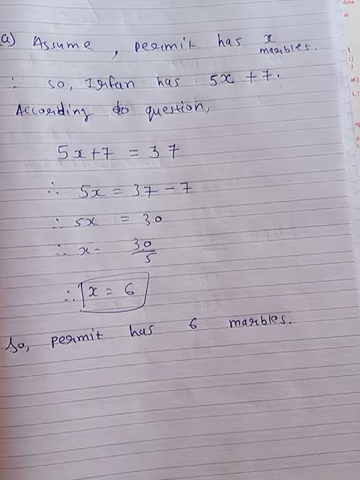 a) Assume, permit has x marbles.
∴ so, Irfan has 5x + 7.
According to question,
5x+7 = 37
∴ 5x = 37 - 7
∴ 5x = 30
∴ x = 30/5
∴ x = 6
So, permit has 6 marbles.